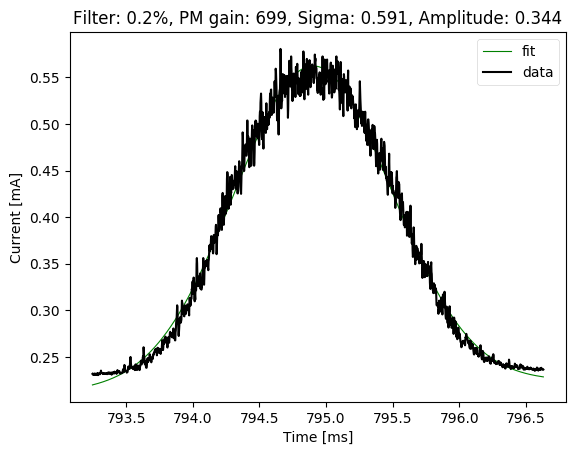 Filter: 0.2%, PM gain: 699, Sigma: 0.591, Amplitude: 0.344
fit
data
Current [mA]
0.55
0.50
0.45
0.40
0.35
0.30
0.25
793.5 794.0 794.5 795.0 795.5 796.0 796.5
Time [ms]